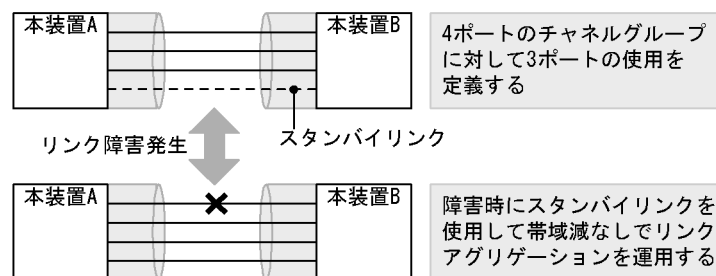 本装置A
本装置B
4ポートのチャネルグループ
に対して3ポートの使用を
定義する
リンク障害発生
スタンバイリンク
本装置A
本装置B
障害時にスタンバイリンクを
使用して帯域減なしでリンク
アグリゲーションを運用する